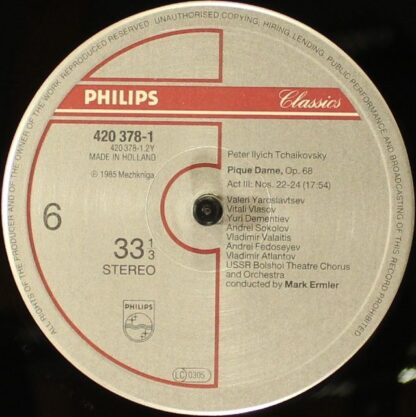 ALL RIGHTS OF THE PRODUCER AND OF THE OWNER OF THE WORK REPRODUCED RESERVED. UNAUTHORISED COPYING, HIRING, LENDING, PUBLIC PERFORMANCE AND BROADCASTING OF THIS RECORD PROHIBITED
PHILIPS
Classics
420 378-1
420 378-1.2Y
MADE IN HOLLAND
℗ 1985 Mezhkniga
6
33 1/3
STEREO
PHILIPS
Peter Ilyich Tchaikovsky
Pique Dame, Op. 68
Act III: Nos. 22-24 (17:54)
Valeri Yaroslavtsev
Vitali Vlasov
Yuri Dementiev
Andrei Sokolov
Vladimir Valaitis
Andrei Fedoseyev
Vladimir Atlantov
USSR Bolshoi Theatre Chorus
and Orchestra
conducted by Mark Ermler
LC 0305